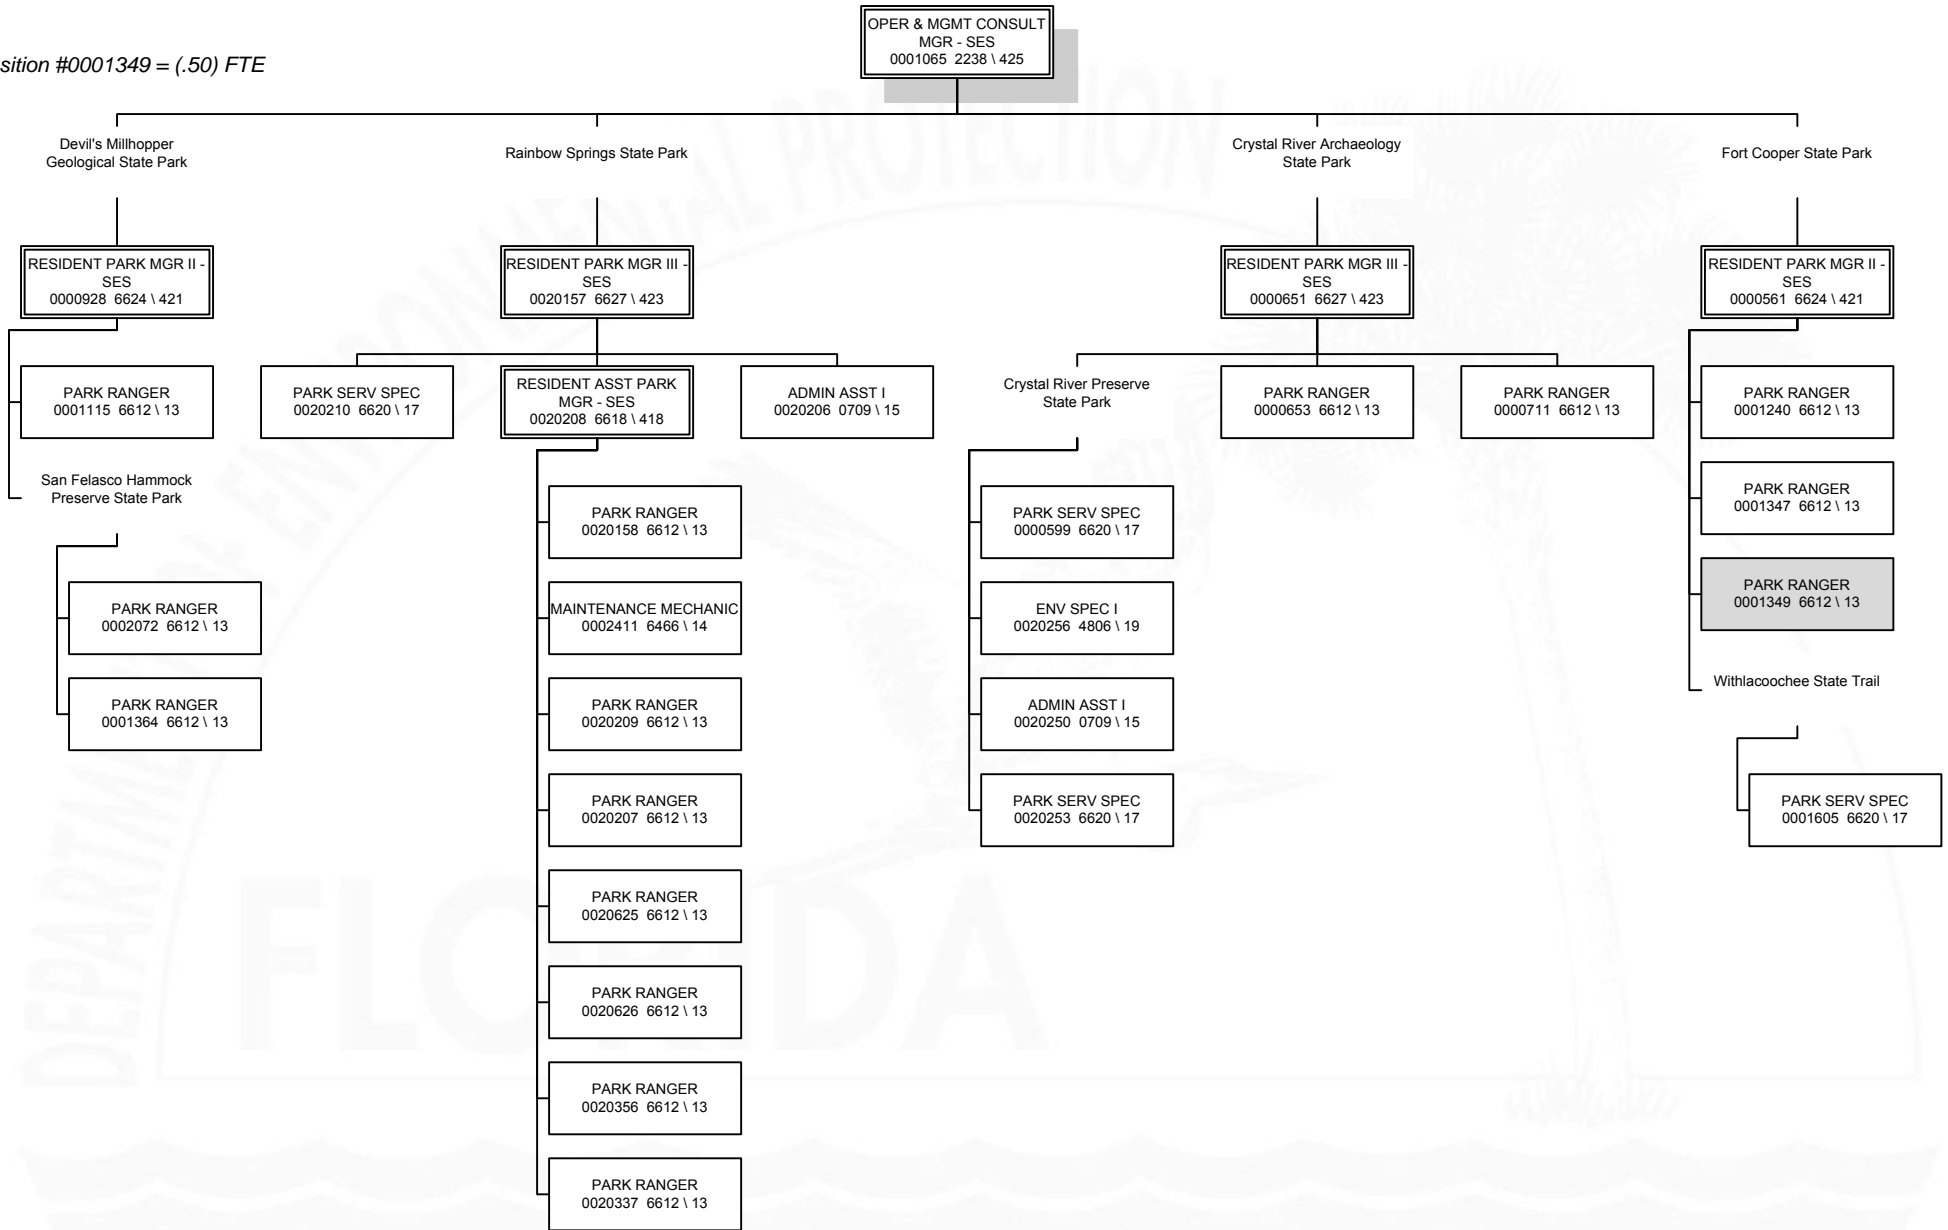 OPER & MGMT CONSULT
MGR - SES
0001065 2238 \ 425
sition #0001349 = (.50) FTE
Devil's Millhopper
Geological State Park
Rainbow Springs State Park
Crystal River Archaeology
State Park
Fort Cooper State Park
RESIDENT PARK MGR II -
SES
0000928 6624 \ 421
RESIDENT PARK MGR III -
SES
0020157 6627 \ 423
RESIDENT PARK MGR III -
SES
0000651 6627 \ 423
RESIDENT PARK MGR II -
SES
0000561 6624 \ 421
PARK RANGER
0001115 6612 \ 13
PARK SERV SPEC
0020210 6620 \ 17
RESIDENT ASST PARK
MGR - SES
0020208 6618 \ 418
ADMIN ASST I
0020206 0709 \ 15
Crystal River Preserve
State Park
PARK RANGER
0000653 6612 \ 13
PARK RANGER
0000711 6612 \ 13
PARK RANGER
0001240 6612 \ 13
San Felasco Hammock
Preserve State Park
PARK RANGER
0002072 6612 \ 13
PARK RANGER
0001364 6612 \ 13
PARK RANGER
0020158 6612 \ 13
MAINTENANCE MECHANIC
0002411 6466 \ 14
PARK RANGER
0020209 6612 \ 13
PARK RANGER
0020207 6612 \ 13
PARK RANGER
0020625 6612 \ 13
PARK RANGER
0020626 6612 \ 13
PARK RANGER
0020356 6612 \ 13
PARK RANGER
0020337 6612 \ 13
PARK SERV SPEC
0000599 6620 \ 17
ENV SPEC I
0020256 4806 \ 19
ADMIN ASST I
0020250 0709 \ 15
PARK SERV SPEC
0020253 6620 \ 17
PARK RANGER
0001347 6612 \ 13
PARK RANGER
0001349 6612 \ 13
Withlacoochee State Trail
PARK SERV SPEC
0001605 6620 \ 17
DEPARTMENT OF ENVIRONMENTAL PROTECTION
FLORIDA